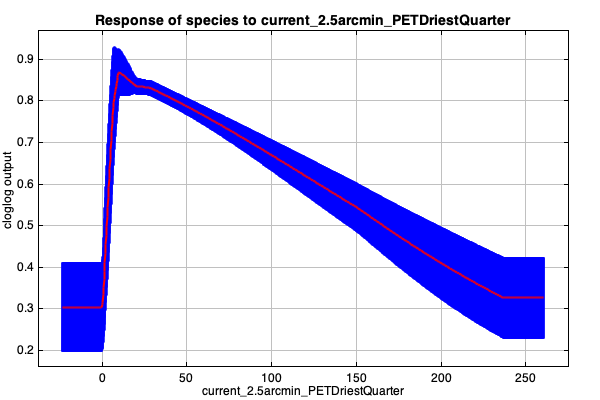 Response of species to current_2.5arcmin_PETDriestQuarter
cloglog output
0.9
0.8
0.7
0.6
0.5
0.4
0.3
0.2
0 50 100 150 200 250
current_2.5arcmin_PETDriestQuarter